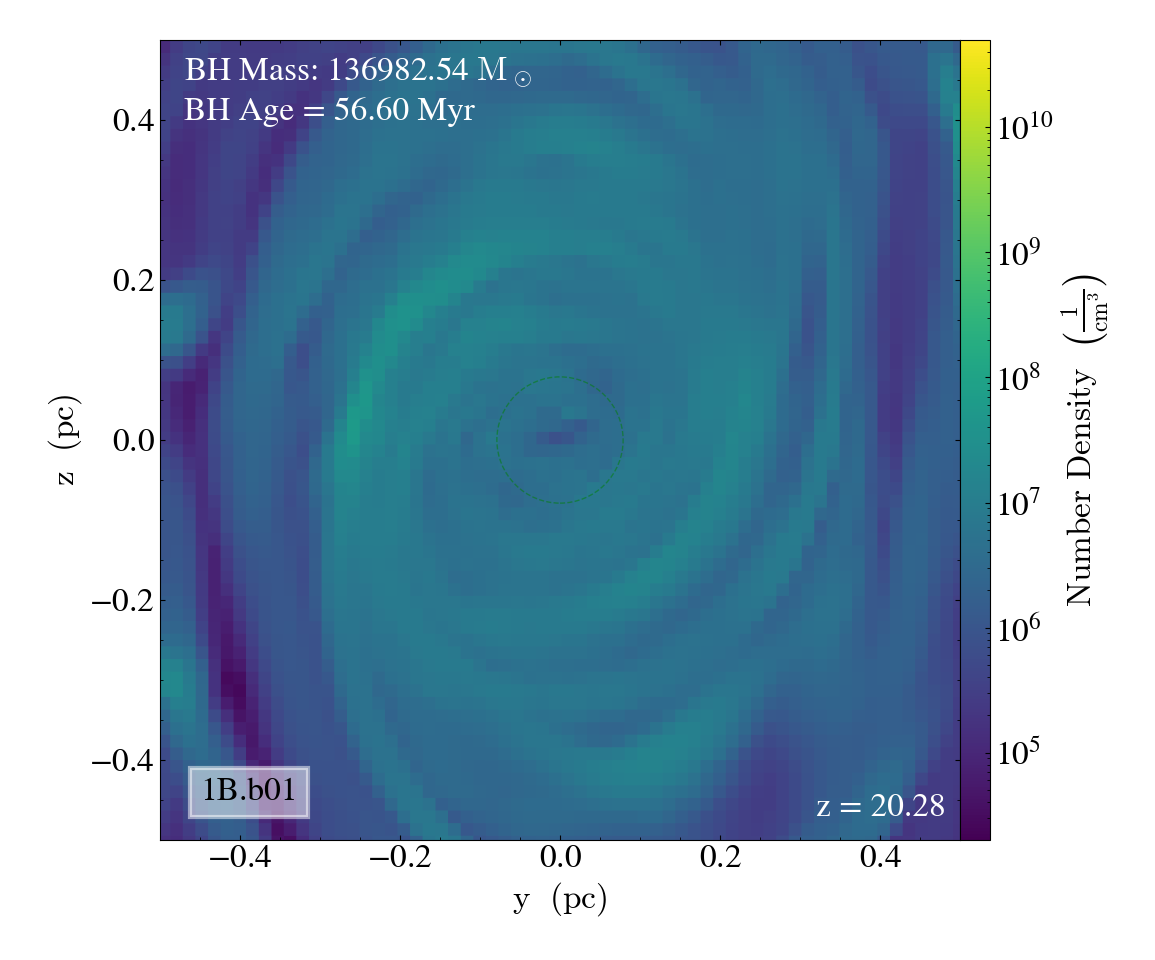 BH Mass: 136982.54 M⊙
BH Age = 56.60 Myr
0.4
0.2
0.0
−0.2
−0.4
z (pc)
1B.b01
z = 20.28
−0.4 −0.2 0.0 0.2 0.4
y (pc)
10¹⁰
10⁹
10⁸
10⁷
10⁶
10⁵
Number Density (1/cm³)